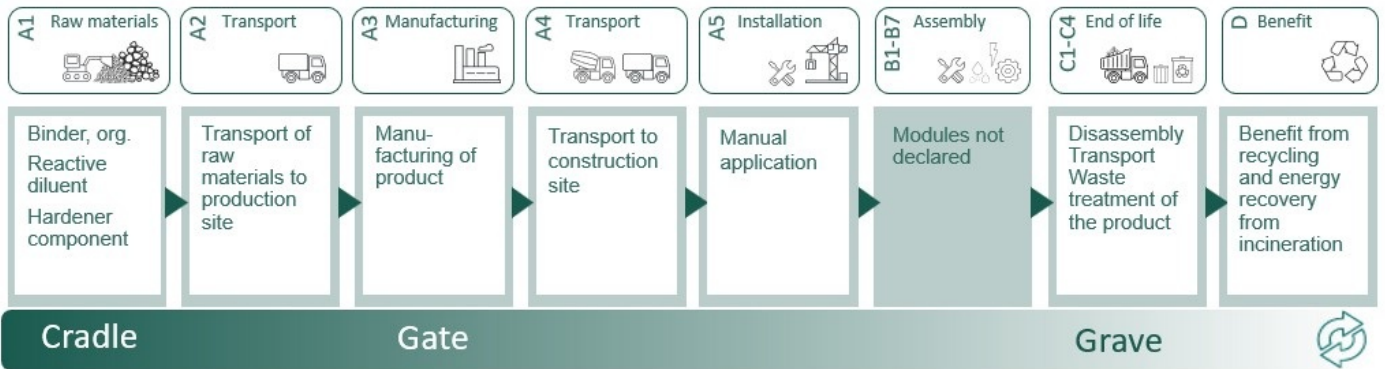 A1 Raw materials
A2 Transport
A3 Manufacturing
A4 Transport
A5 Installation
B1-B7 Assembly
C1-C4 End of life
D Benefit
Binder, org.
Reactive
diluent
Hardener
component
Transport of
raw
materials to
production
site
Manu-
facturing of
product
Transport to
construction
site
Manual
application
Modules not
declared
Disassembly
Transport
Waste
treatment of
the product
Benefit from
recycling
and energy
recovery
from
incineration
Cradle
Gate
Grave